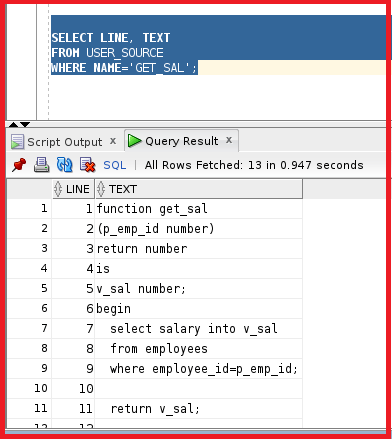 SELECT LINE, TEXT
FROM USER_SOURCE
WHERE NAME='GET_SAL';
Script Output x Query Result x
SQL | All Rows Fetched: 13 in 0.947 seconds
LINE TEXT
1 1 function get_sal
2 2 (p_emp_id number)
3 3 return number
4 4 is
5 5 v_sal number;
6 6 begin
7 7 select salary into v_sal
8 8 from employees
9 9 where employee_id=p_emp_id;
10 10
11 11 return v_sal;